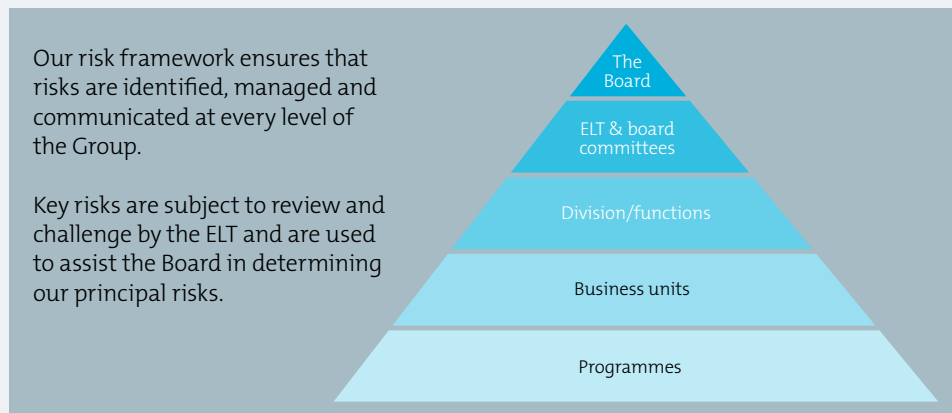 Our risk framework ensures that
risks are identified, managed and
communicated at every level of
the Group.
Key risks are subject to review and
challenge by the ELT and are used
to assist the Board in determining
our principal risks.
The
Board
ELT & board
committees
Division/functions
Business units
Programmes